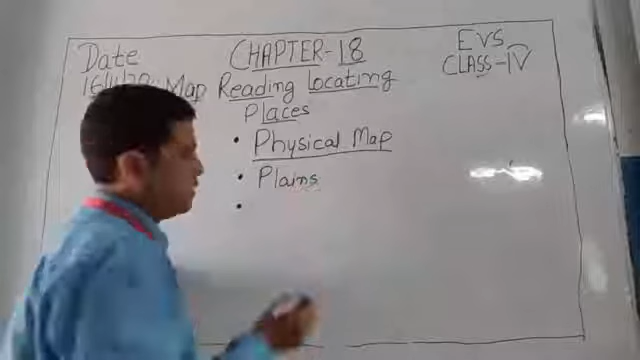 Date
CHAPTER-18
EVS
CLASS-IV
Map Reading Locating
Places
• Physical Map
• Plains
•